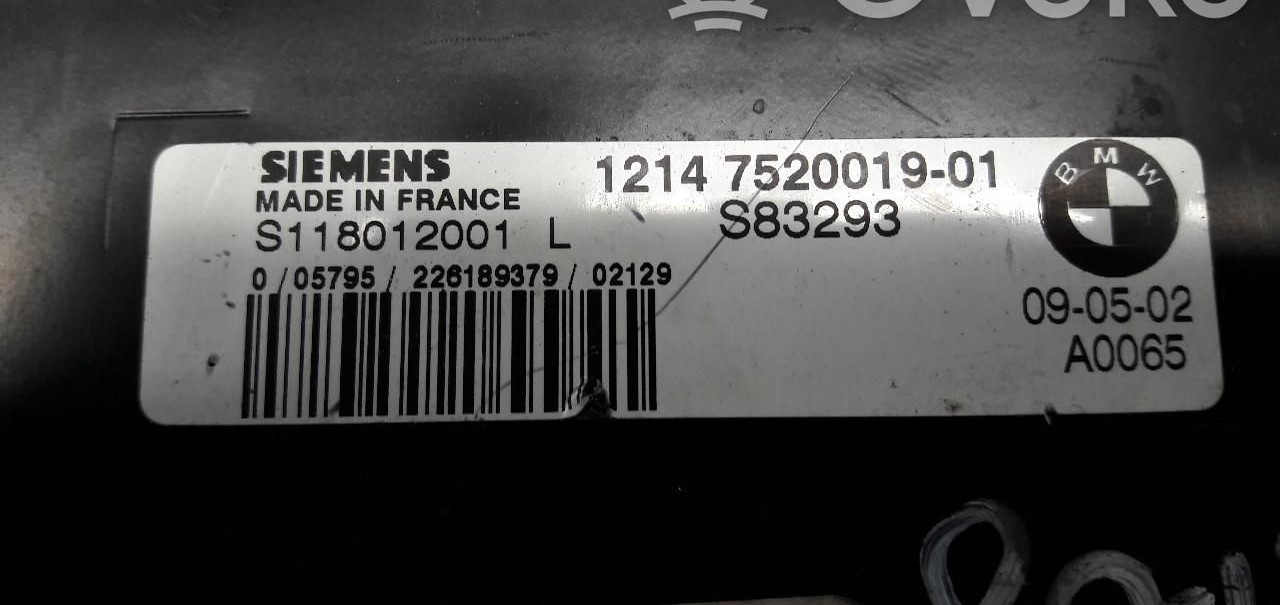 SIEMENS
MADE IN FRANCE
S118012001 L
0/05795/226189379/02129
1214 7520019-01
S83293
BMW
09-05-02
A0065